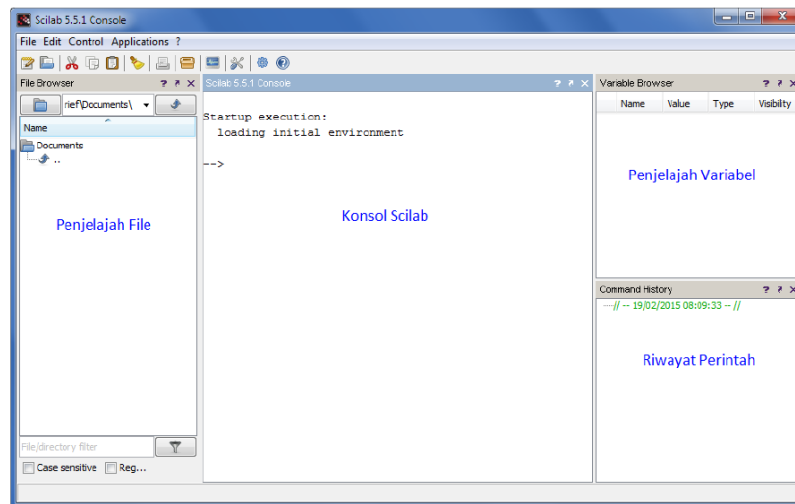 Scilab 5.5.1 Console
File Edit Control Applications ?
File Browser ? ↗ X
rief\Documents\
Name
Documents
..
Penjelajah File
File/directory filter
Case sensitive Reg...
Scilab 5.5.1 Console ? ↗ X
Startup execution:
loading initial environment
-->
Konsol Scilab
Variable Browser ? ↗ X
Name Value Type Visibility
Penjelajah Variabel
Command History ? ↗ X
// -- 19/02/2015 08:09:33 -- //
Riwayat Perintah